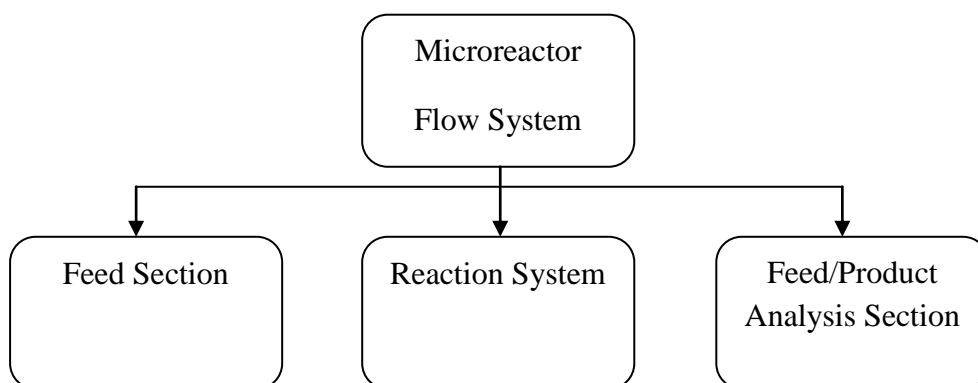 Microreactor
Flow System
Feed Section
Reaction System
Feed/Product
Analysis Section